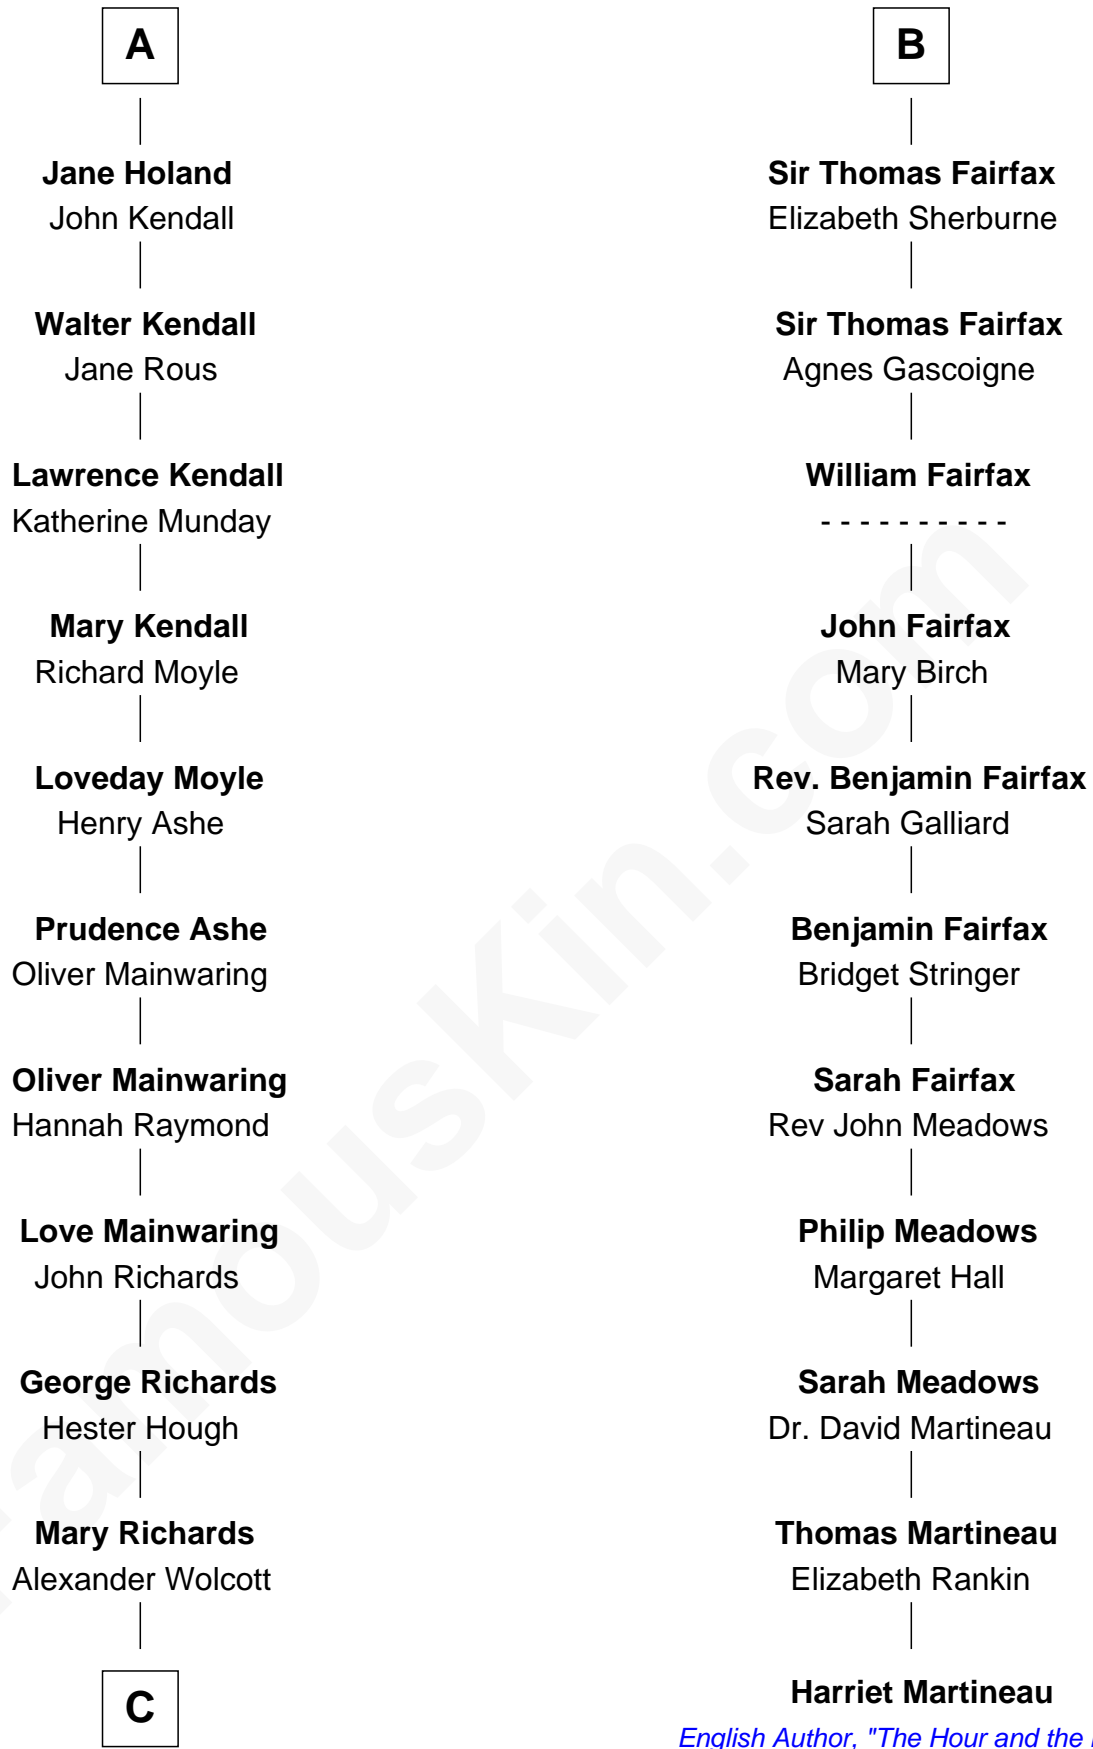 A
Jane Holand
John Kendall
Walter Kendall
Jane Rous
Lawrence Kendall
Katherine Munday
Mary Kendall
Richard Moyle
Loveday Moyle
Henry Ashe
Prudence Ashe
Oliver Mainwaring
Oliver Mainwaring
Hannah Raymond
Love Mainwaring
John Richards
George Richards
Hester Hough
Mary Richards
Alexander Wolcott
C
B
Sir Thomas Fairfax
Elizabeth Sherburne
Sir Thomas Fairfax
Agnes Gascoigne
William Fairfax
- - - - - - - - - -
John Fairfax
Mary Birch
Rev. Benjamin Fairfax
Sarah Galliard
Benjamin Fairfax
Bridget Stringer
Sarah Fairfax
Rev John Meadows
Philip Meadows
Margaret Hall
Sarah Meadows
Dr. David Martineau
Thomas Martineau
Elizabeth Rankin
Harriet Martineau
English Author, "The Hour and the
FamousKin.com